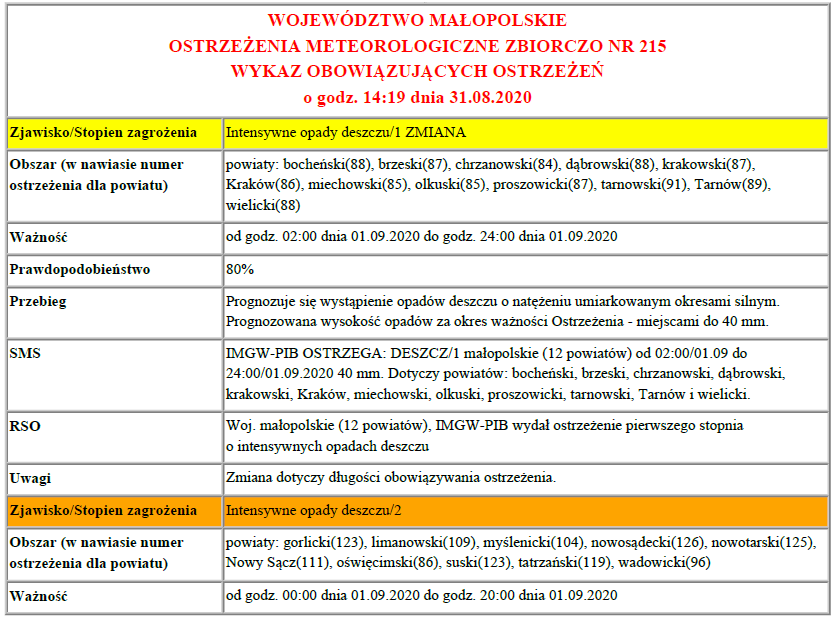 WOJEWÓDZTWO MAŁOPOLSKIE
OSTRZEŻENIA METEOROLOGICZNE ZBIORCZO NR 215
WYKAZ OBOWIĄZUJĄCYCH OSTRZEŻEŃ
o godz. 14:19 dnia 31.08.2020
Zjawisko/Stopien zagrożenia
Intensywne opady deszczu/1 ZMIANA
Obszar (w nawiasie numer
ostrzeżenia dla powiatu)
powiaty: bocheński(88), brzeski(87), chrzanowski(84), dąbrowski(88), krakowski(87),
Kraków(86), miechowski(85), olkuski(85), proszowicki(87), tarnowski(91), Tarnów(89),
wielicki(88)
Ważność
od godz. 02:00 dnia 01.09.2020 do godz. 24:00 dnia 01.09.2020
Prawdopodobieństwo
80%
Przebieg
Prognozuje się wystąpienie opadów deszczu o natężeniu umiarkowanym okresami silnym.
Prognozowana wysokość opadów za okres ważności Ostrzeżenia - miejscami do 40 mm.
SMS
IMGW-PIB OSTRZEGA: DESZCZ/1 małopolskie (12 powiatów) od 02:00/01.09 do
24:00/01.09.2020 40 mm. Dotyczy powiatów: bocheński, brzeski, chrzanowski, dąbrowski,
krakowski, Kraków, miechowski, olkuski, proszowicki, tarnowski, Tarnów i wielicki.
RSO
Woj. małopolskie (12 powiatów), IMGW-PIB wydał ostrzeżenie pierwszego stopnia
o intensywnych opadach deszczu
Uwagi
Zmiana dotyczy długości obowiązywania ostrzeżenia.
Zjawisko/Stopien zagrożenia
Intensywne opady deszczu/2
Obszar (w nawiasie numer
ostrzeżenia dla powiatu)
powiaty: gorlicki(123), limanowski(109), myślenicki(104), nowosądecki(126), nowotarski(125),
Nowy Sącz(111), oświęcimski(86), suski(123), tatrzański(119), wadowicki(96)
Ważność
od godz. 00:00 dnia 01.09.2020 do godz. 20:00 dnia 01.09.2020